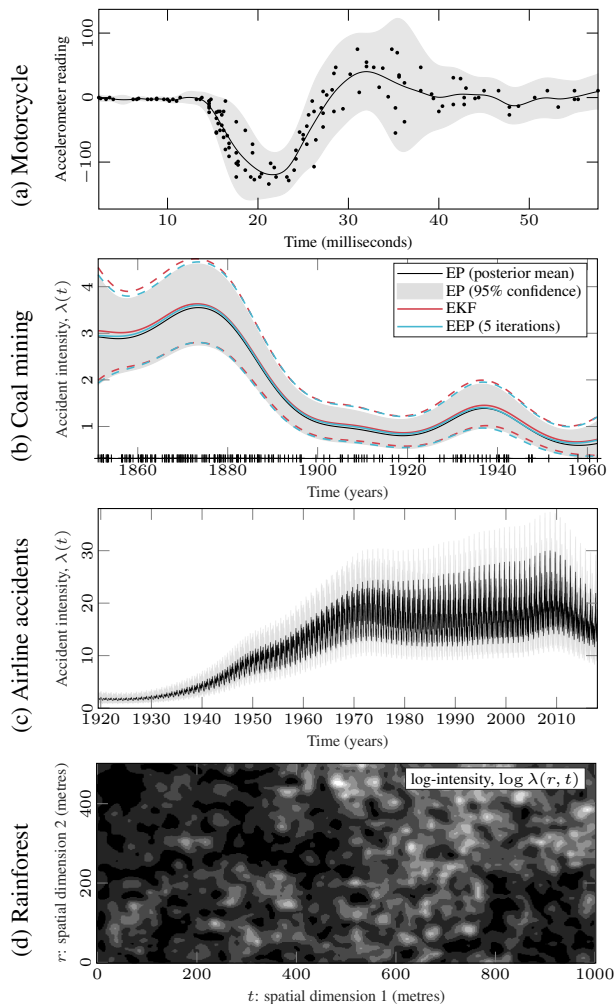 (a) Motorcycle
Accelerometer reading
100
0
−100
10 20 30 40 50
Time (milliseconds)
(b) Coal mining
Accident intensity, λ(t)
4
3
2
1
EP (posterior mean)
EP (95% confidence)
EKF
EEP (5 iterations)
1860 1880 1900 1920 1940 1960
Time (years)
(c) Airline accidents
Accident intensity, λ(t)
30
20
10
0
1920 1930 1940 1950 1960 1970 1980 1990 2000 2010
Time (years)
(d) Rainforest
r: spatial dimension 2 (metres)
400
200
0
log-intensity, log λ(r, t)
0 200 400 600 800 1000
t: spatial dimension 1 (metres)